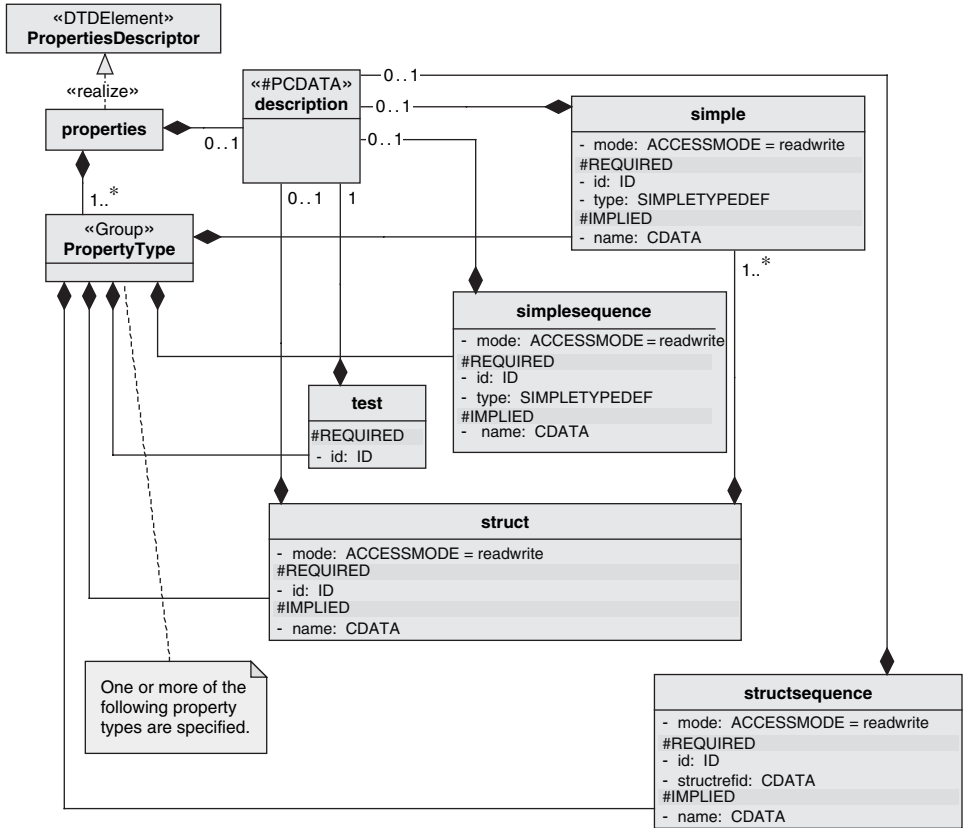 «DTDElement»
PropertiesDescriptor
«realize»
properties
0..1
1..*
«Group»
PropertyType
«#PCDATA»
description
0..1
0..1
0..1
0..1
1
simple
- mode: ACCESSMODE = readwrite
#REQUIRED
- id: ID
- type: SIMPLETYPEDEF
#IMPLIED
- name: CDATA
1..*
simplesequence
- mode: ACCESSMODE = readwrite
#REQUIRED
- id: ID
- type: SIMPLETYPEDEF
#IMPLIED
- name: CDATA
test
#REQUIRED
- id: ID
struct
- mode: ACCESSMODE = readwrite
#REQUIRED
- id: ID
#IMPLIED
- name: CDATA
One or more of the
following property
types are specified.
structsequence
- mode: ACCESSMODE = readwrite
#REQUIRED
- id: ID
- structrefid: CDATA
#IMPLIED
- name: CDATA